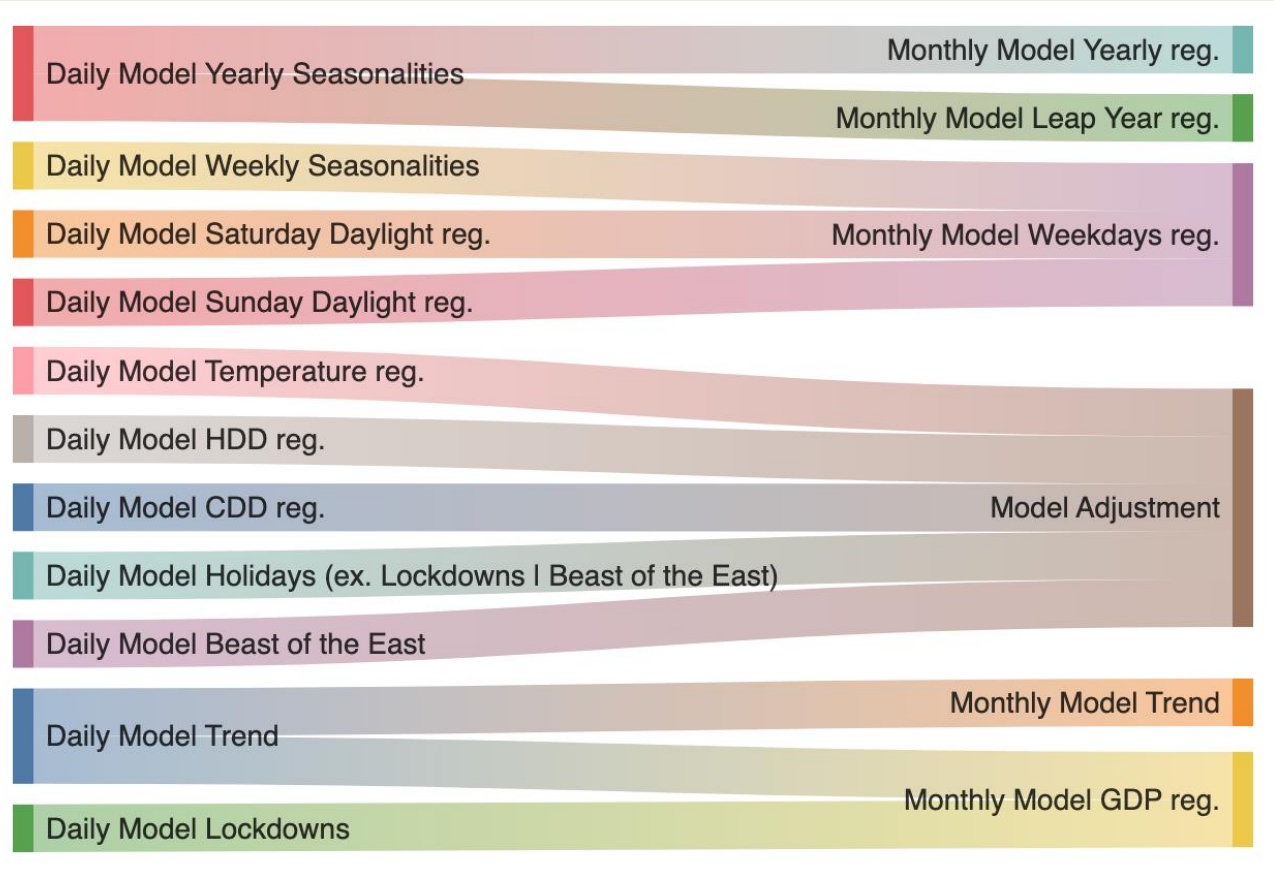 Daily Model Yearly Seasonalities
Monthly Model Yearly reg.
Monthly Model Leap Year reg.
Daily Model Weekly Seasonalities
Daily Model Saturday Daylight reg.
Monthly Model Weekdays reg.
Daily Model Sunday Daylight reg.
Daily Model Temperature reg.
Daily Model HDD reg.
Daily Model CDD reg.
Model Adjustment
Daily Model Holidays (ex. Lockdowns | Beast of the East)
Daily Model Beast of the East
Monthly Model Trend
Daily Model Trend
Monthly Model GDP reg.
Daily Model Lockdowns